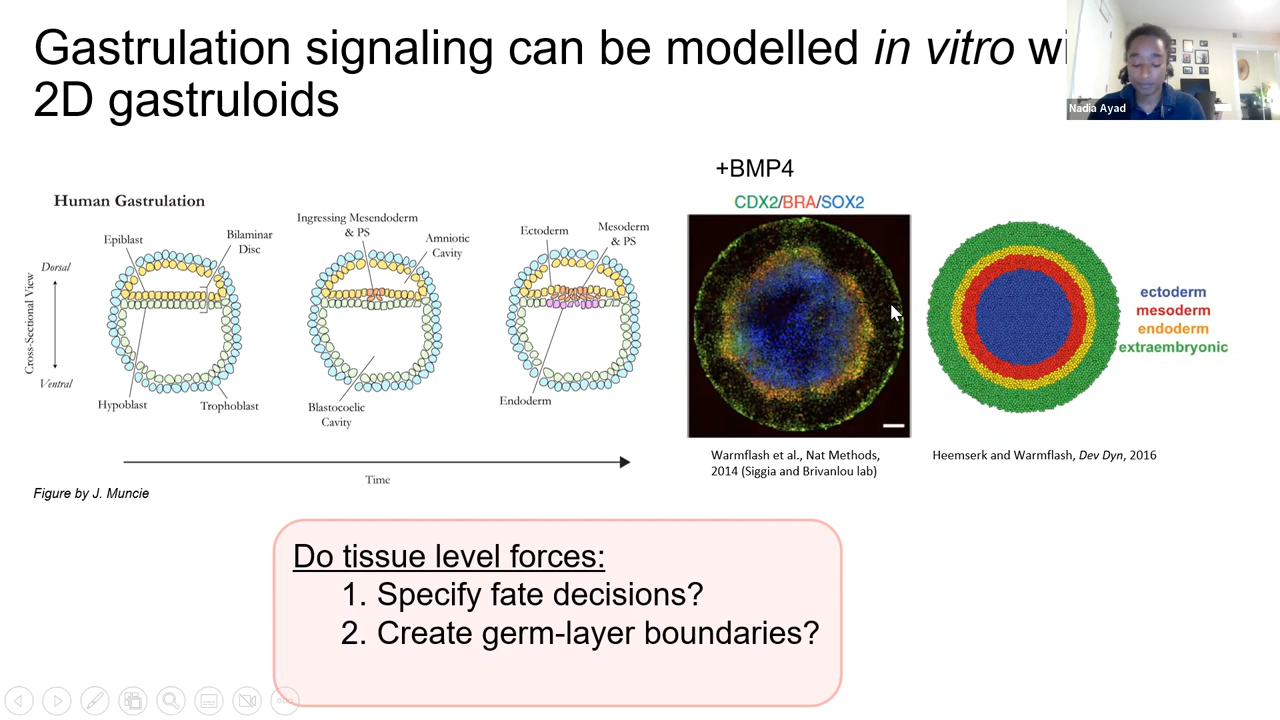 Gastrulation signaling can be modelled in vitro
2D gastruloids
Nadia Ayad
+BMP4
CDX2/BRA/SOX2
Human Gastrulation
Epiblast
Bilaminar
Disc
Ingressing Mesendoderm
& PS
Amniotic
Cavity
Ectoderm
Mesoderm
& PS
Cross-Sectional View
Dorsal
Ventral
Hypoblast
Trophoblast
Blastocoelic
Cavity
Endoderm
Time
Figure by J. Muncie
ectoderm
mesoderm
endoderm
extraembryonic
Warmflash et al., Nat Methods,
2014 (Siggia and Brivanlou lab)
Heemserk and Warmflash, Dev Dyn, 2016
Do tissue level forces:
1. Specify fate decisions?
2. Create germ-layer boundaries?